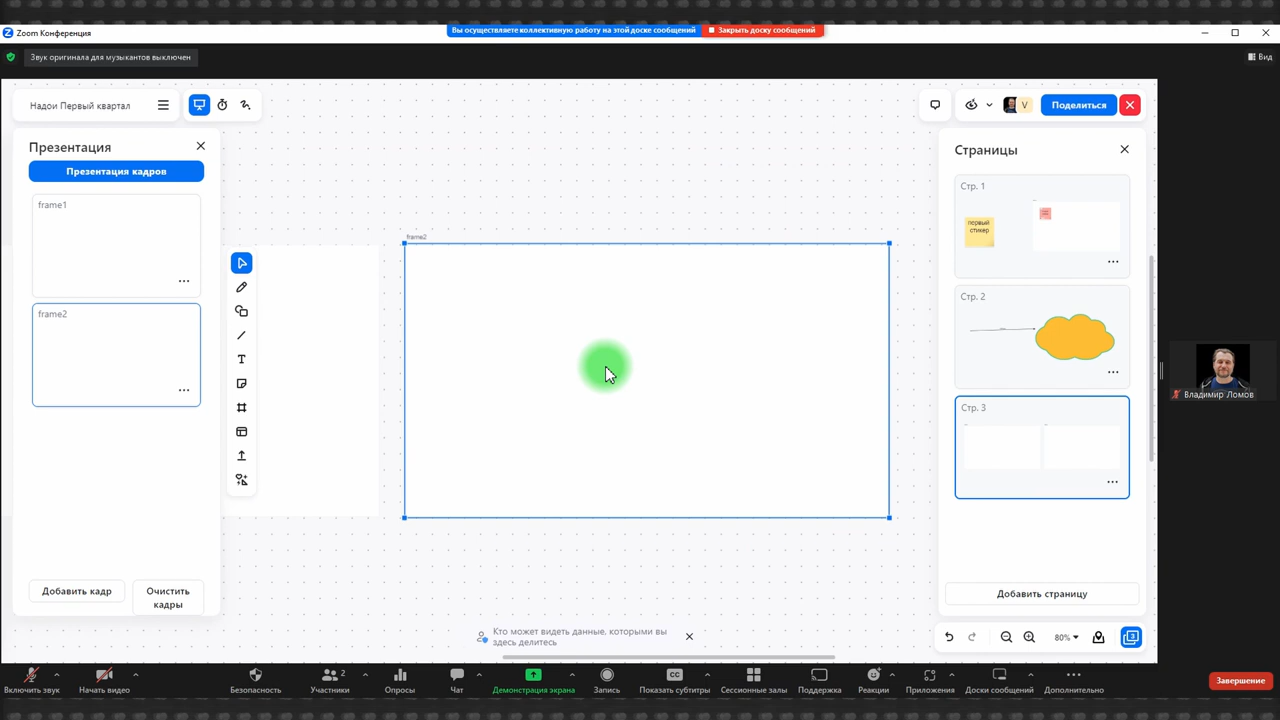 Zoom Конференция
Вы осуществляете коллективную работу на этой доске сообщений
Закрыть доску сообщений
Звук оригинала для музыкантов выключен
Вид
Надои Первый квартал
V
Поделиться
Презентация
Презентация кадров
frame1
frame2
Добавить кадр
Очистить
кадры
frame2
Страницы
Стр. 1
первый
стикер
Стр. 2
Стр. 3
Добавить страницу
Кто может видеть данные, которыми вы
здесь делитесь
80%
3
Владимир Ломов
Включить звук
Начать видео
Безопасность
2
Участники
Опросы
Чат
Демонстрация экрана
Запись
CC
Показать субтитры
Сессионные залы
Поддержка
Реакции
Приложения
Доски сообщений
Дополнительно
Завершение